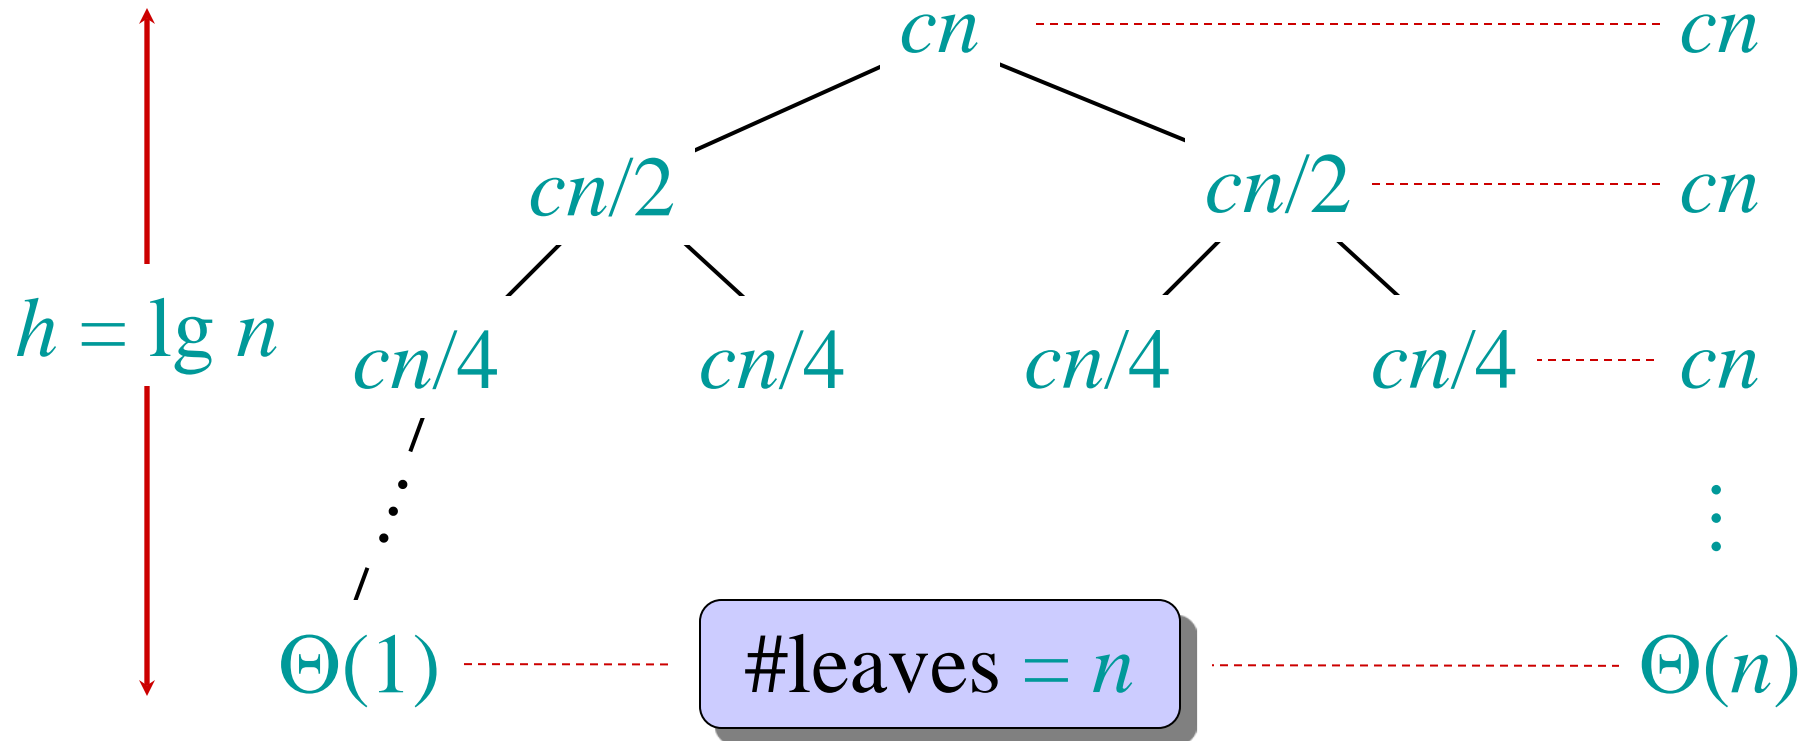 cn cn
cn/2 cn/2 cn
h = lg n cn/4 cn/4 cn/4 cn/4 cn
Θ(1) #leaves = n Θ(n)